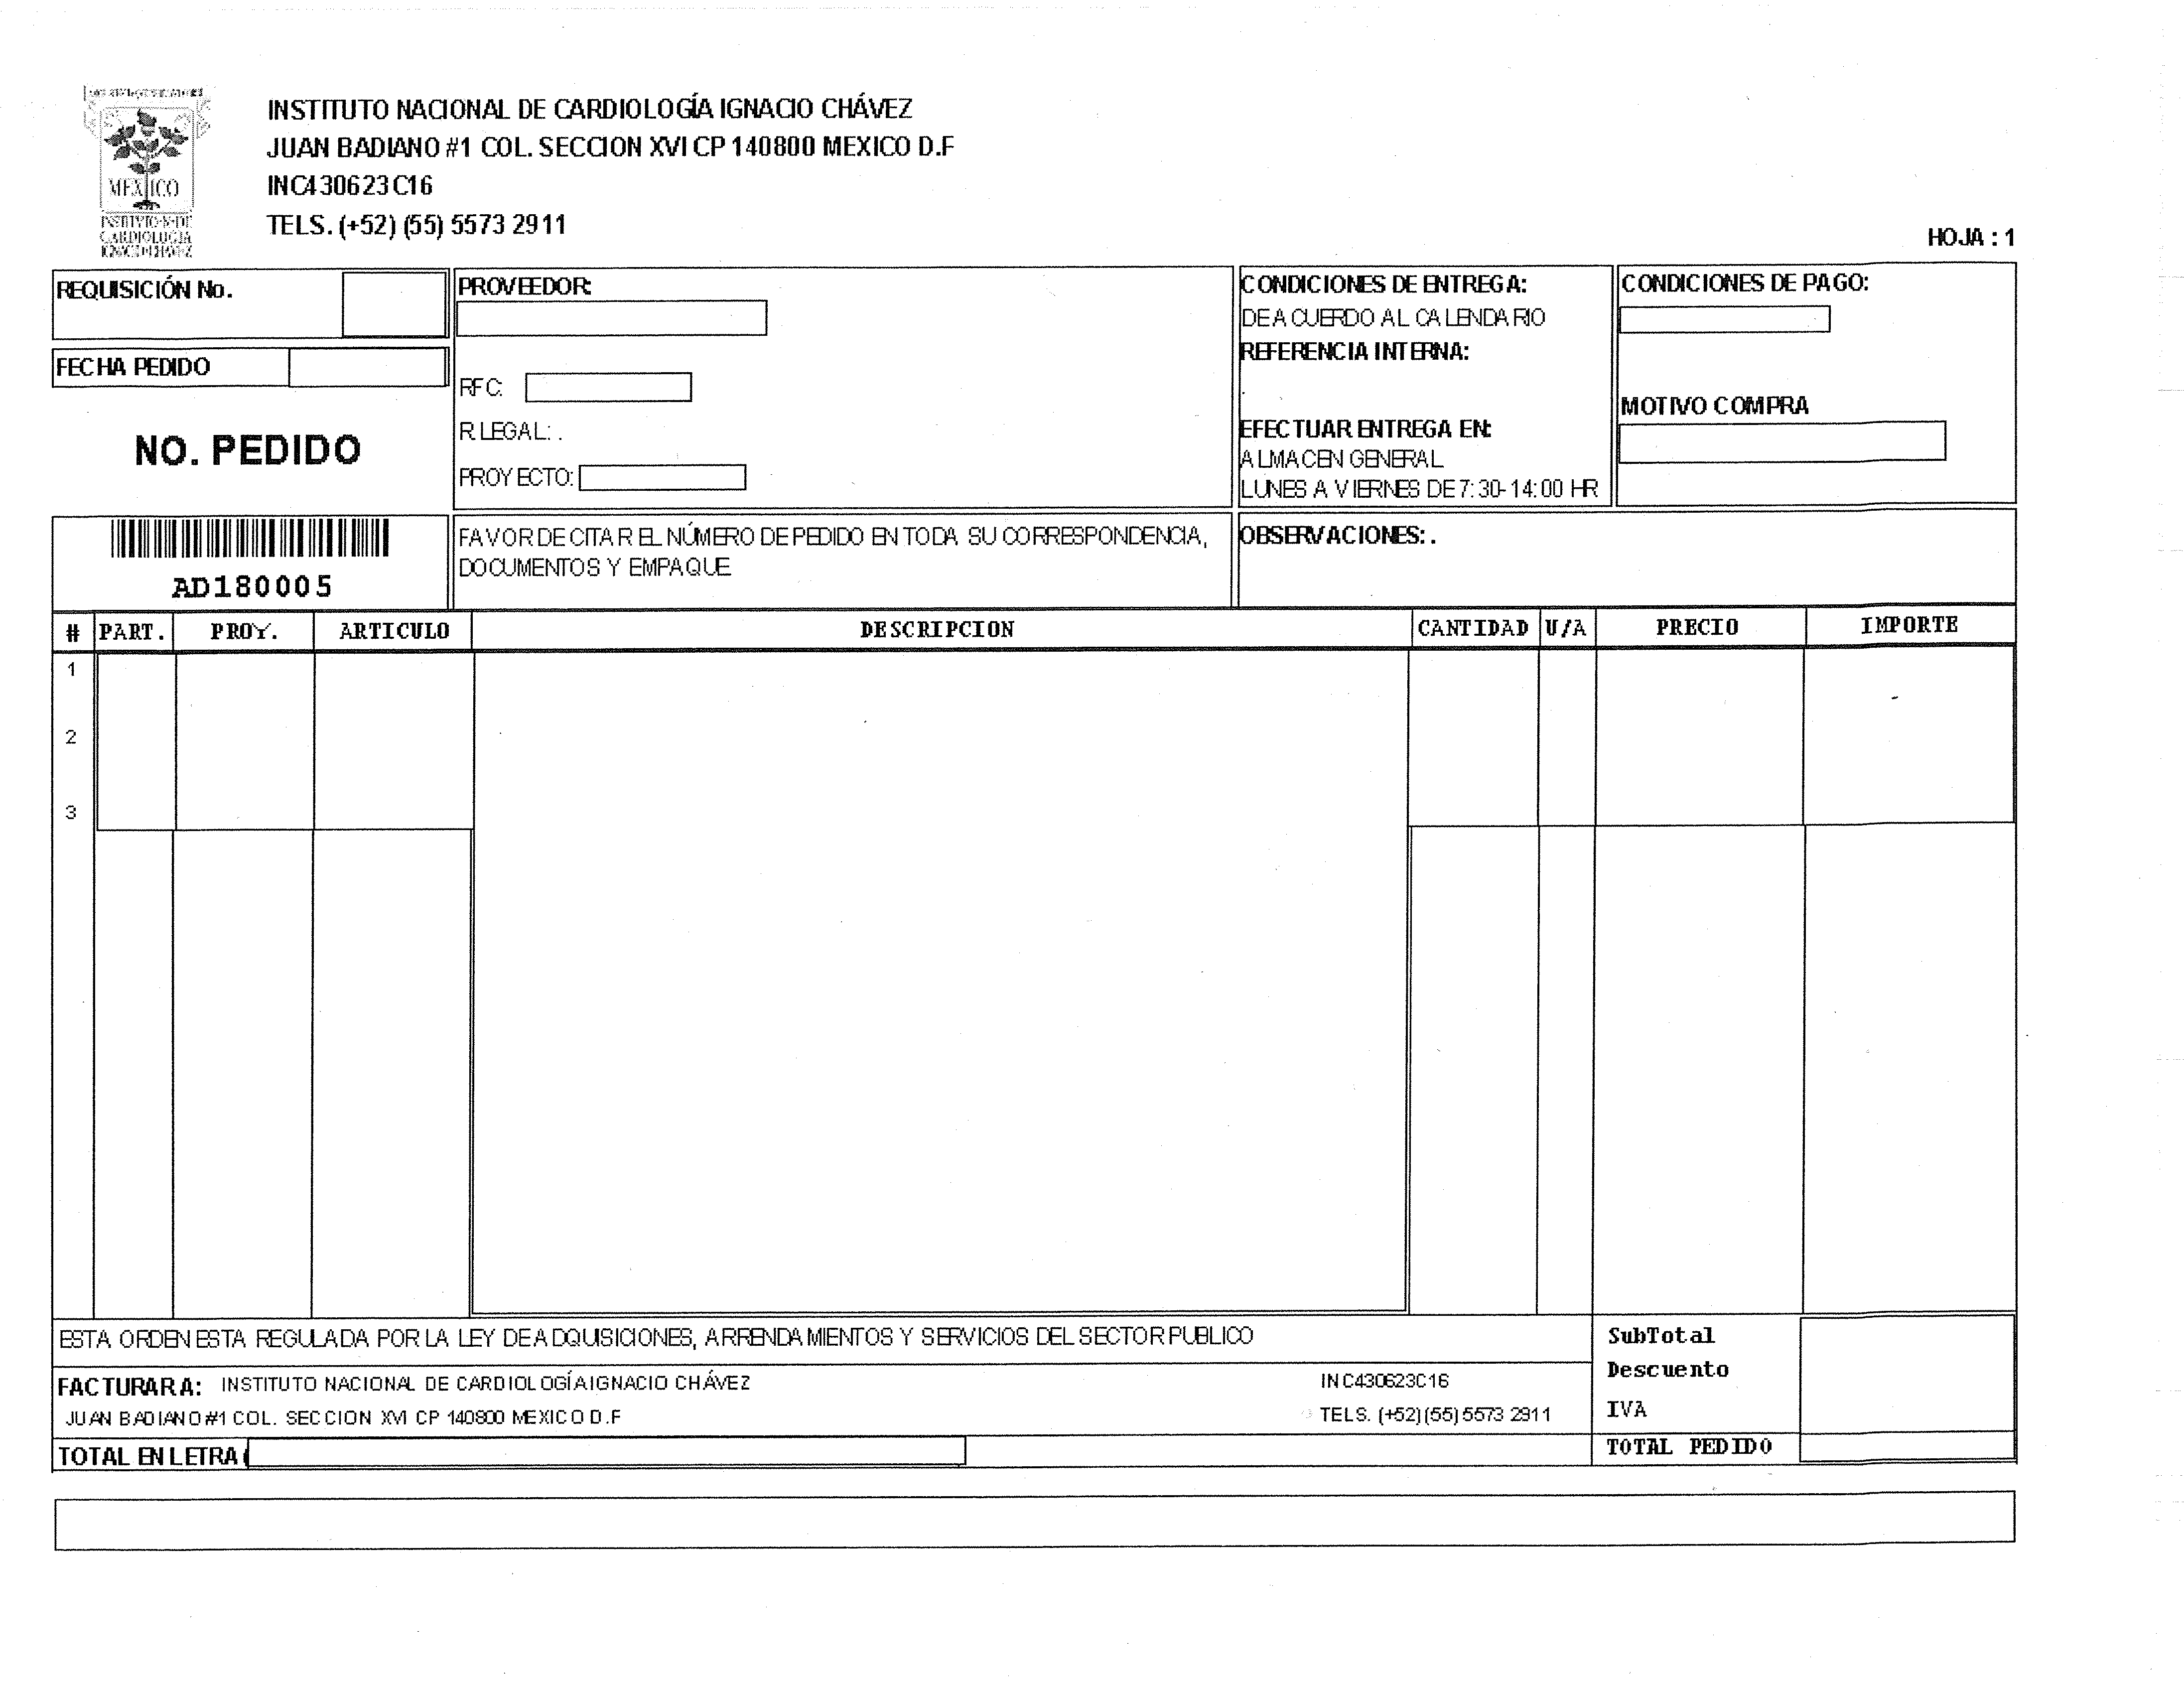 INSTITUTO NACIONAL DE CARDIOLOGÍA IGNACIO CHÁVEZ
JUAN BADIANO #1 COL. SECCION XVI CP 140800 MEXICO D.F
INC430623C16
TELS. (+52) (55) 5573 2911
MEXICO
INSTITVTO·N·DE
CARDIOLOGIA
HOJA : 1
REQUISICIÓN No.
FECHA PEDIDO
NO. PEDIDO
AD180005
PROVEEDOR:
RFC:
R LEGAL: .
PROYECTO:
FAVOR DE CITAR EL NÚMERO DE PEDIDO EN TODA SU CORRESPONDENCIA,
DOCUMENTOS Y EMPAQUE
CONDICIONES DE ENTREGA:
DE ACUERDO AL CALENDARIO
REFERENCIA INTERNA:
.
EFECTUAR ENTREGA EN:
ALMACEN GENERAL
LUNES A VIERNES DE 7:30-14:00 HR
CONDICIONES DE PAGO:
MOTIVO COMPRA
OBSERVACIONES: .
# PART. PROY. ARTICULO DESCRIPCION CANTIDAD U/A PRECIO IMPORTE
1
2
3
ESTA ORDEN ESTA REGULADA POR LA LEY DE ADQUISICIONES, ARRENDAMIENTOS Y SERVICIOS DEL SECTOR PUBLICO
FACTURAR A: INSTITUTO NACIONAL DE CARDIOLOGÍA IGNACIO CHÁVEZ INC430623C16
JUAN BADIANO #1 COL. SECCION XVI CP 140800 MEXICO D.F TELS. (+52) (55) 5573 2911
TOTAL EN LETRA (
SubTotal
Descuento
IVA
TOTAL PEDIDO